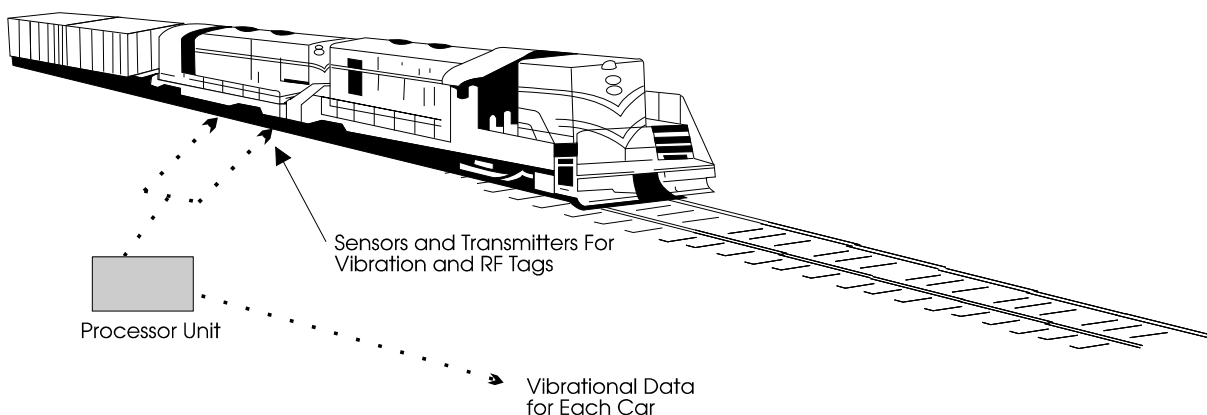 Sensors and Transmitters For
Vibration and RF Tags
Processor Unit
Vibrational Data
for Each Car